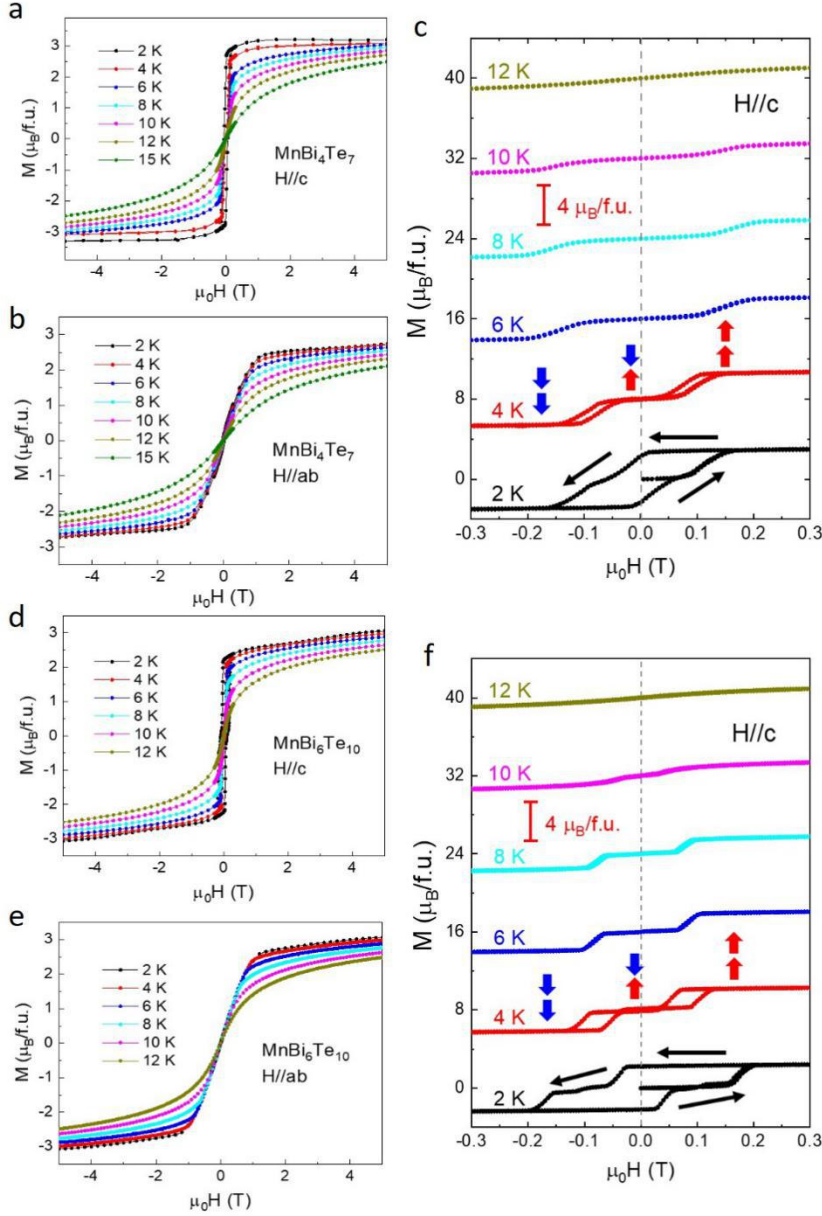 a
M (μB/f.u.)
3
2
1
0
-1
-2
-3
2 K
4 K
6 K
8 K
10 K
12 K
15 K
MnBi4Te7
H//c
-4
-2
0
2
4
μ0H (T)
b
M (μB/f.u.)
3
2
1
0
-1
-2
-3
2 K
4 K
6 K
8 K
10 K
12 K
15 K
MnBi4Te7
H//ab
-4
-2
0
2
4
μ0H (T)
c
M (μB/f.u.)
40
32
24
16
8
0
12 K
H//c
10 K
4 μB/f.u.
8 K
6 K
4 K
2 K
-0.3
-0.2
-0.1
0.0
0.1
0.2
0.3
μ0H (T)
d
M (μB/f.u.)
3
2
1
0
-1
-2
-3
2 K
4 K
6 K
8 K
10 K
12 K
MnBi6Te10
H//c
-4
-2
0
2
4
μ0H (T)
e
M (μB/f.u.)
3
2
1
0
-1
-2
-3
2 K
4 K
6 K
8 K
10 K
12 K
MnBi6Te10
H//ab
-4
-2
0
2
4
μ0H (T)
f
M (μB/f.u.)
40
32
24
16
8
0
12 K
H//c
10 K
4 μB/f.u.
8 K
6 K
4 K
2 K
-0.3
-0.2
-0.1
0.0
0.1
0.2
0.3
μ0H (T)